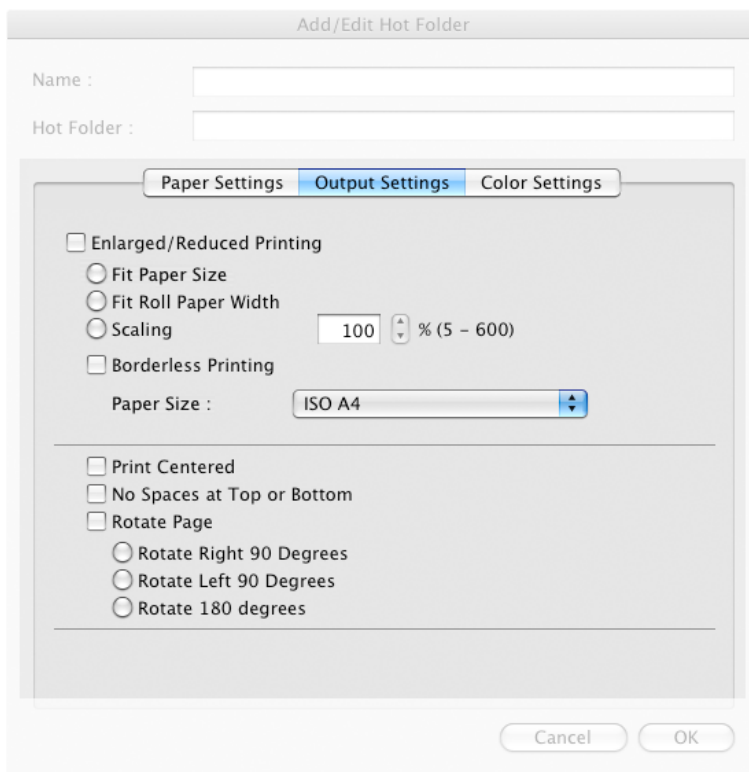 Add/Edit Hot Folder
Name :
Hot Folder :
Paper Settings Output Settings Color Settings
Enlarged/Reduced Printing
Fit Paper Size
Fit Roll Paper Width
Scaling 100 % (5 - 600)
Borderless Printing
Paper Size : ISO A4
Print Centered
No Spaces at Top or Bottom
Rotate Page
Rotate Right 90 Degrees
Rotate Left 90 Degrees
Rotate 180 degrees
Cancel OK